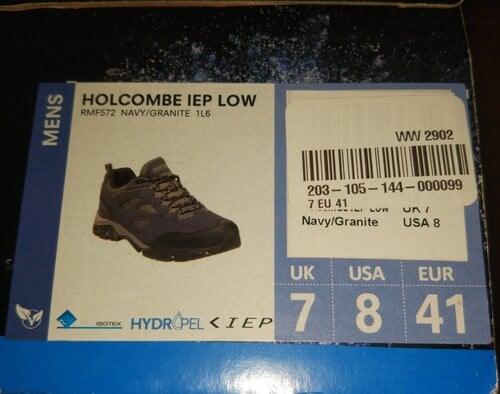 MENS
HOLCOMBE IEP LOW
RMF572 NAVY/GRANITE 1L6
WW 2902
203-105-144-000099
7 EU 41
UK 7
Navy/Granite USA 8
UK USA EUR
7 8 41
ISOTEX
HYDROPEL
IEP